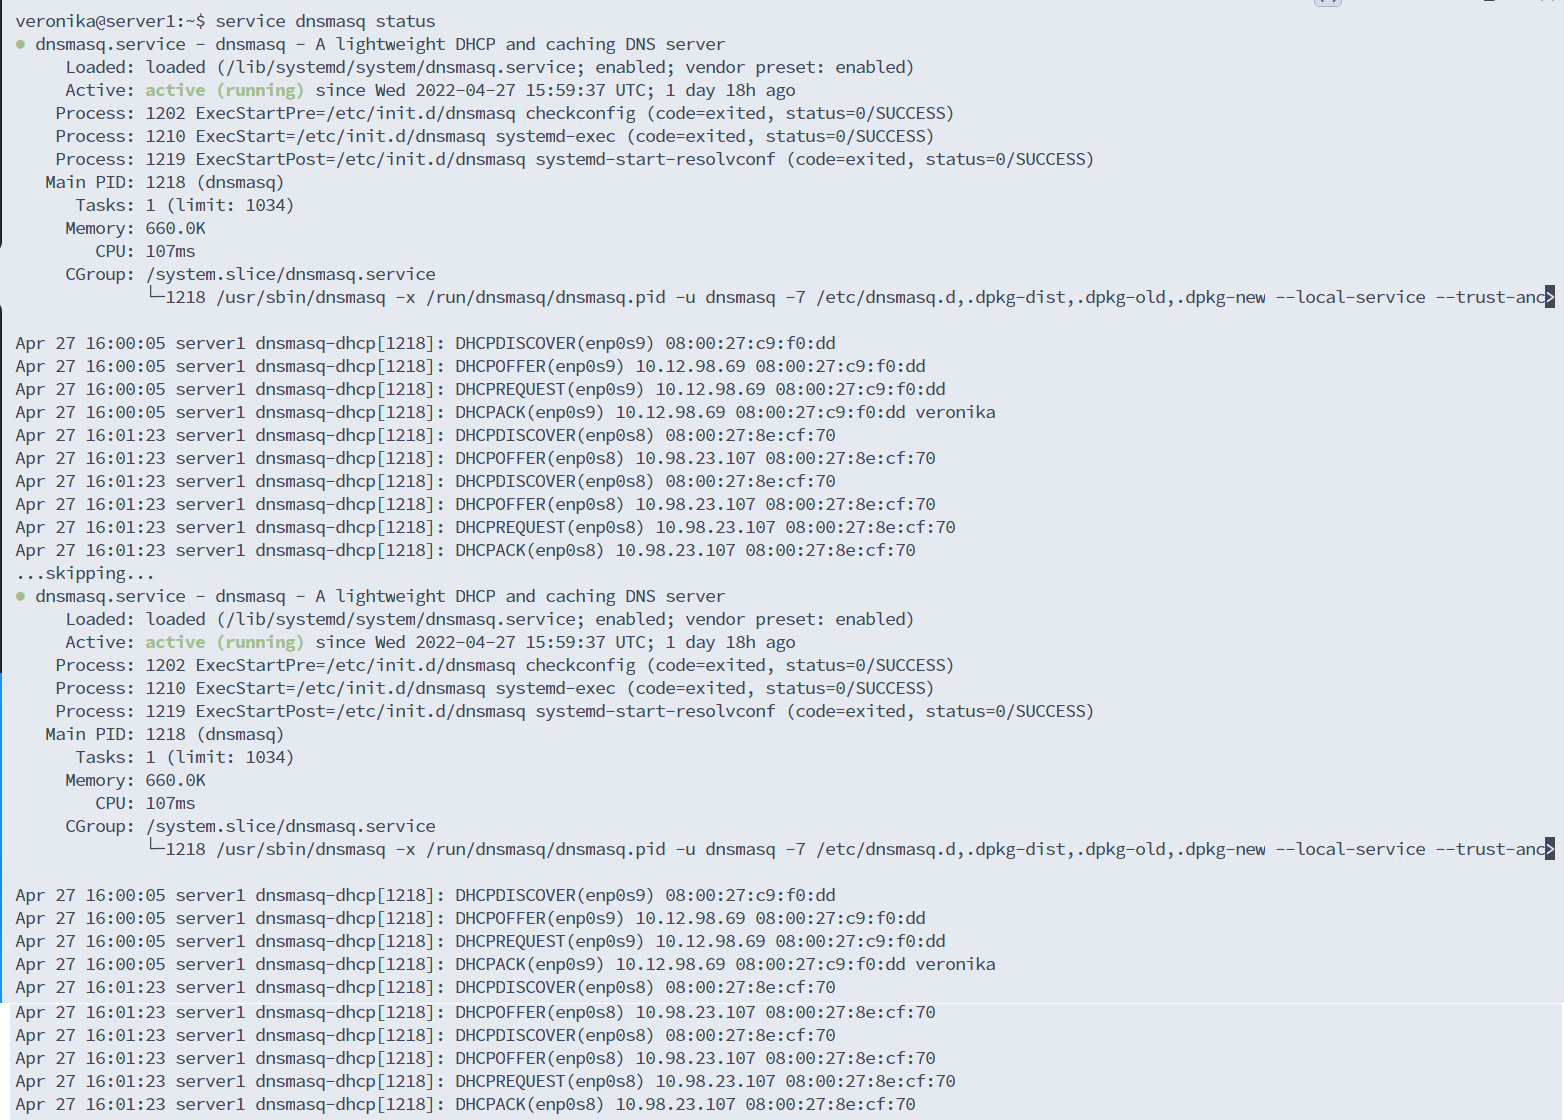 veronika@server1:~$ service dnsmasq status
● dnsmasq.service - dnsmasq - A lightweight DHCP and caching DNS server
     Loaded: loaded (/lib/systemd/system/dnsmasq.service; enabled; vendor preset: enabled)
     Active: active (running) since Wed 2022-04-27 15:59:37 UTC; 1 day 18h ago
    Process: 1202 ExecStartPre=/etc/init.d/dnsmasq checkconfig (code=exited, status=0/SUCCESS)
    Process: 1210 ExecStart=/etc/init.d/dnsmasq systemd-exec (code=exited, status=0/SUCCESS)
    Process: 1219 ExecStartPost=/etc/init.d/dnsmasq systemd-start-resolvconf (code=exited, status=0/SUCCESS)
   Main PID: 1218 (dnsmasq)
      Tasks: 1 (limit: 1034)
     Memory: 660.0K
        CPU: 107ms
     CGroup: /system.slice/dnsmasq.service
             └─1218 /usr/sbin/dnsmasq -x /run/dnsmasq/dnsmasq.pid -u dnsmasq -7 /etc/dnsmasq.d,.dpkg-dist,.dpkg-old,.dpkg-new --local-service --trust-anc>
Apr 27 16:00:05 server1 dnsmasq-dhcp[1218]: DHCPDISCOVER(enp0s9) 08:00:27:c9:f0:dd
Apr 27 16:00:05 server1 dnsmasq-dhcp[1218]: DHCPOFFER(enp0s9) 10.12.98.69 08:00:27:c9:f0:dd
Apr 27 16:00:05 server1 dnsmasq-dhcp[1218]: DHCPREQUEST(enp0s9) 10.12.98.69 08:00:27:c9:f0:dd
Apr 27 16:00:05 server1 dnsmasq-dhcp[1218]: DHCPACK(enp0s9) 10.12.98.69 08:00:27:c9:f0:dd veronika
Apr 27 16:01:23 server1 dnsmasq-dhcp[1218]: DHCPDISCOVER(enp0s8) 08:00:27:8e:cf:70
Apr 27 16:01:23 server1 dnsmasq-dhcp[1218]: DHCPOFFER(enp0s8) 10.98.23.107 08:00:27:8e:cf:70
Apr 27 16:01:23 server1 dnsmasq-dhcp[1218]: DHCPDISCOVER(enp0s8) 08:00:27:8e:cf:70
Apr 27 16:01:23 server1 dnsmasq-dhcp[1218]: DHCPOFFER(enp0s8) 10.98.23.107 08:00:27:8e:cf:70
Apr 27 16:01:23 server1 dnsmasq-dhcp[1218]: DHCPREQUEST(enp0s8) 10.98.23.107 08:00:27:8e:cf:70
Apr 27 16:01:23 server1 dnsmasq-dhcp[1218]: DHCPACK(enp0s8) 10.98.23.107 08:00:27:8e:cf:70
...skipping...
● dnsmasq.service - dnsmasq - A lightweight DHCP and caching DNS server
     Loaded: loaded (/lib/systemd/system/dnsmasq.service; enabled; vendor preset: enabled)
     Active: active (running) since Wed 2022-04-27 15:59:37 UTC; 1 day 18h ago
    Process: 1202 ExecStartPre=/etc/init.d/dnsmasq checkconfig (code=exited, status=0/SUCCESS)
    Process: 1210 ExecStart=/etc/init.d/dnsmasq systemd-exec (code=exited, status=0/SUCCESS)
    Process: 1219 ExecStartPost=/etc/init.d/dnsmasq systemd-start-resolvconf (code=exited, status=0/SUCCESS)
   Main PID: 1218 (dnsmasq)
      Tasks: 1 (limit: 1034)
     Memory: 660.0K
        CPU: 107ms
     CGroup: /system.slice/dnsmasq.service
             └─1218 /usr/sbin/dnsmasq -x /run/dnsmasq/dnsmasq.pid -u dnsmasq -7 /etc/dnsmasq.d,.dpkg-dist,.dpkg-old,.dpkg-new --local-service --trust-anc>
Apr 27 16:00:05 server1 dnsmasq-dhcp[1218]: DHCPDISCOVER(enp0s9) 08:00:27:c9:f0:dd
Apr 27 16:00:05 server1 dnsmasq-dhcp[1218]: DHCPOFFER(enp0s9) 10.12.98.69 08:00:27:c9:f0:dd
Apr 27 16:00:05 server1 dnsmasq-dhcp[1218]: DHCPREQUEST(enp0s9) 10.12.98.69 08:00:27:c9:f0:dd
Apr 27 16:00:05 server1 dnsmasq-dhcp[1218]: DHCPACK(enp0s9) 10.12.98.69 08:00:27:c9:f0:dd veronika
Apr 27 16:01:23 server1 dnsmasq-dhcp[1218]: DHCPDISCOVER(enp0s8) 08:00:27:8e:cf:70
Apr 27 16:01:23 server1 dnsmasq-dhcp[1218]: DHCPOFFER(enp0s8) 10.98.23.107 08:00:27:8e:cf:70
Apr 27 16:01:23 server1 dnsmasq-dhcp[1218]: DHCPDISCOVER(enp0s8) 08:00:27:8e:cf:70
Apr 27 16:01:23 server1 dnsmasq-dhcp[1218]: DHCPOFFER(enp0s8) 10.98.23.107 08:00:27:8e:cf:70
Apr 27 16:01:23 server1 dnsmasq-dhcp[1218]: DHCPREQUEST(enp0s8) 10.98.23.107 08:00:27:8e:cf:70
Apr 27 16:01:23 server1 dnsmasq-dhcp[1218]: DHCPACK(enp0s8) 10.98.23.107 08:00:27:8e:cf:70